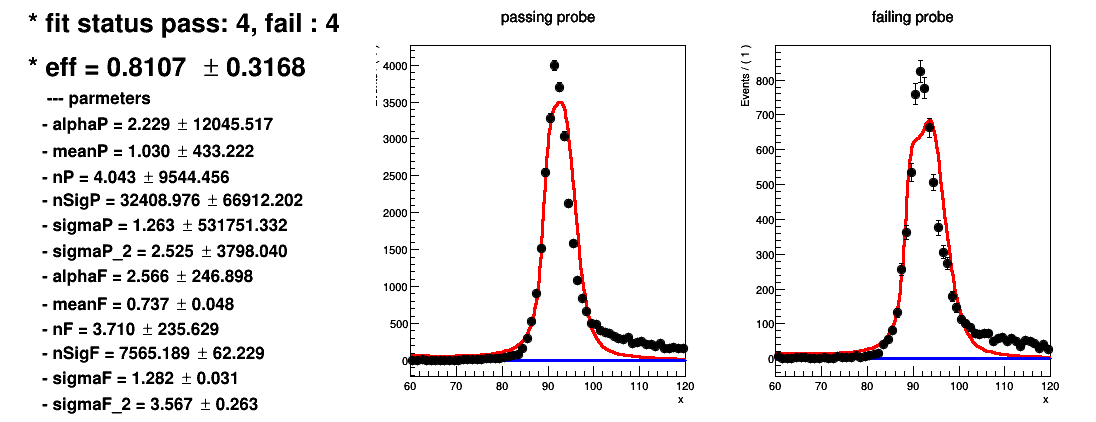 * fit status pass: 4, fail : 4
* eff = 0.8107 ± 0.3168
--- parmeters
- alphaP = 2.229 ± 12045.517
- meanP = 1.030 ± 433.222
- nP = 4.043 ± 9544.456
- nSigP = 32408.976 ± 66912.202
- sigmaP = 1.263 ± 531751.332
- sigmaP_2 = 2.525 ± 3798.040
- alphaF = 2.566 ± 246.898
- meanF = 0.737 ± 0.048
- nF = 3.710 ± 235.629
- nSigF = 7565.189 ± 62.229
- sigmaF = 1.282 ± 0.031
- sigmaF_2 = 3.567 ± 0.263
passing probe
4000
3500
3000
2500
2000
1500
1000
500
0
60 70 80 90 100 110 120
x
failing probe
Events / ( 1 )
800
700
600
500
400
300
200
100
0
60 70 80 90 100 110 120
x